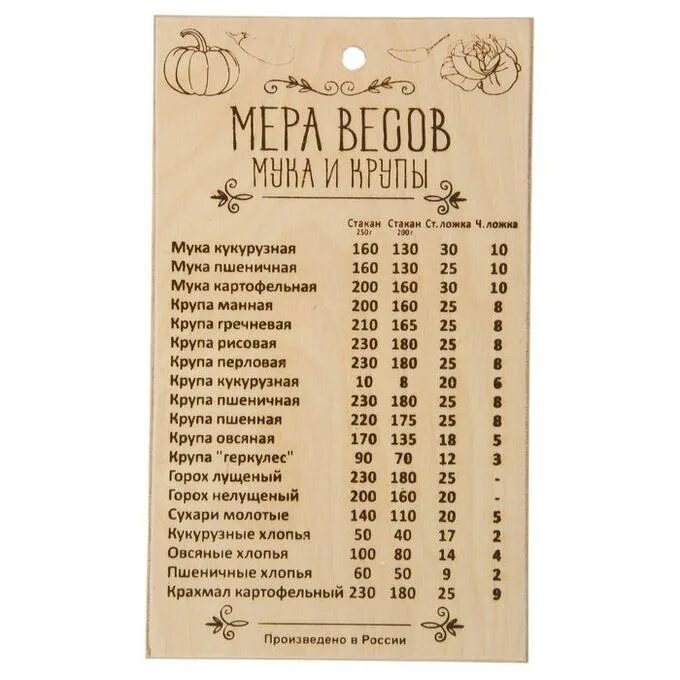 МЕРА ВЕСОВ
МУКА И КРУПЫ
Стакан 250г Стакан 200г Ст.ложка Ч.ложка
Мука кукурузная 160 130 30 10
Мука пшеничная 160 130 25 10
Мука картофельная 200 160 30 10
Крупа манная 200 160 25 8
Крупа гречневая 210 165 25 8
Крупа рисовая 230 180 25 8
Крупа перловая 230 180 25 8
Крупа кукурузная 10 8 20 6
Крупа пшеничная 230 180 25 8
Крупа пшенная 220 175 25 8
Крупа овсяная 170 135 18 5
Крупа "геркулес" 90 70 12 3
Горох лущеный 230 180 25 -
Горох нелущеный 200 160 20 -
Сухари молотые 140 110 20 5
Кукурузные хлопья 50 40 17 2
Овсяные хлопья 100 80 14 4
Пшеничные хлопья 60 50 9 2
Крахмал картофельный 230 180 25 9
Произведено в России